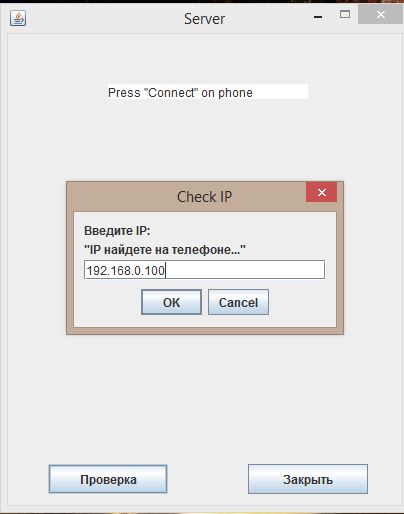 Server
Press "Connect" on phone
Check IP
Введите IP:
"IP найдете на телефоне..."
192.168.0.100
OK
Cancel
Проверка
Закрыть